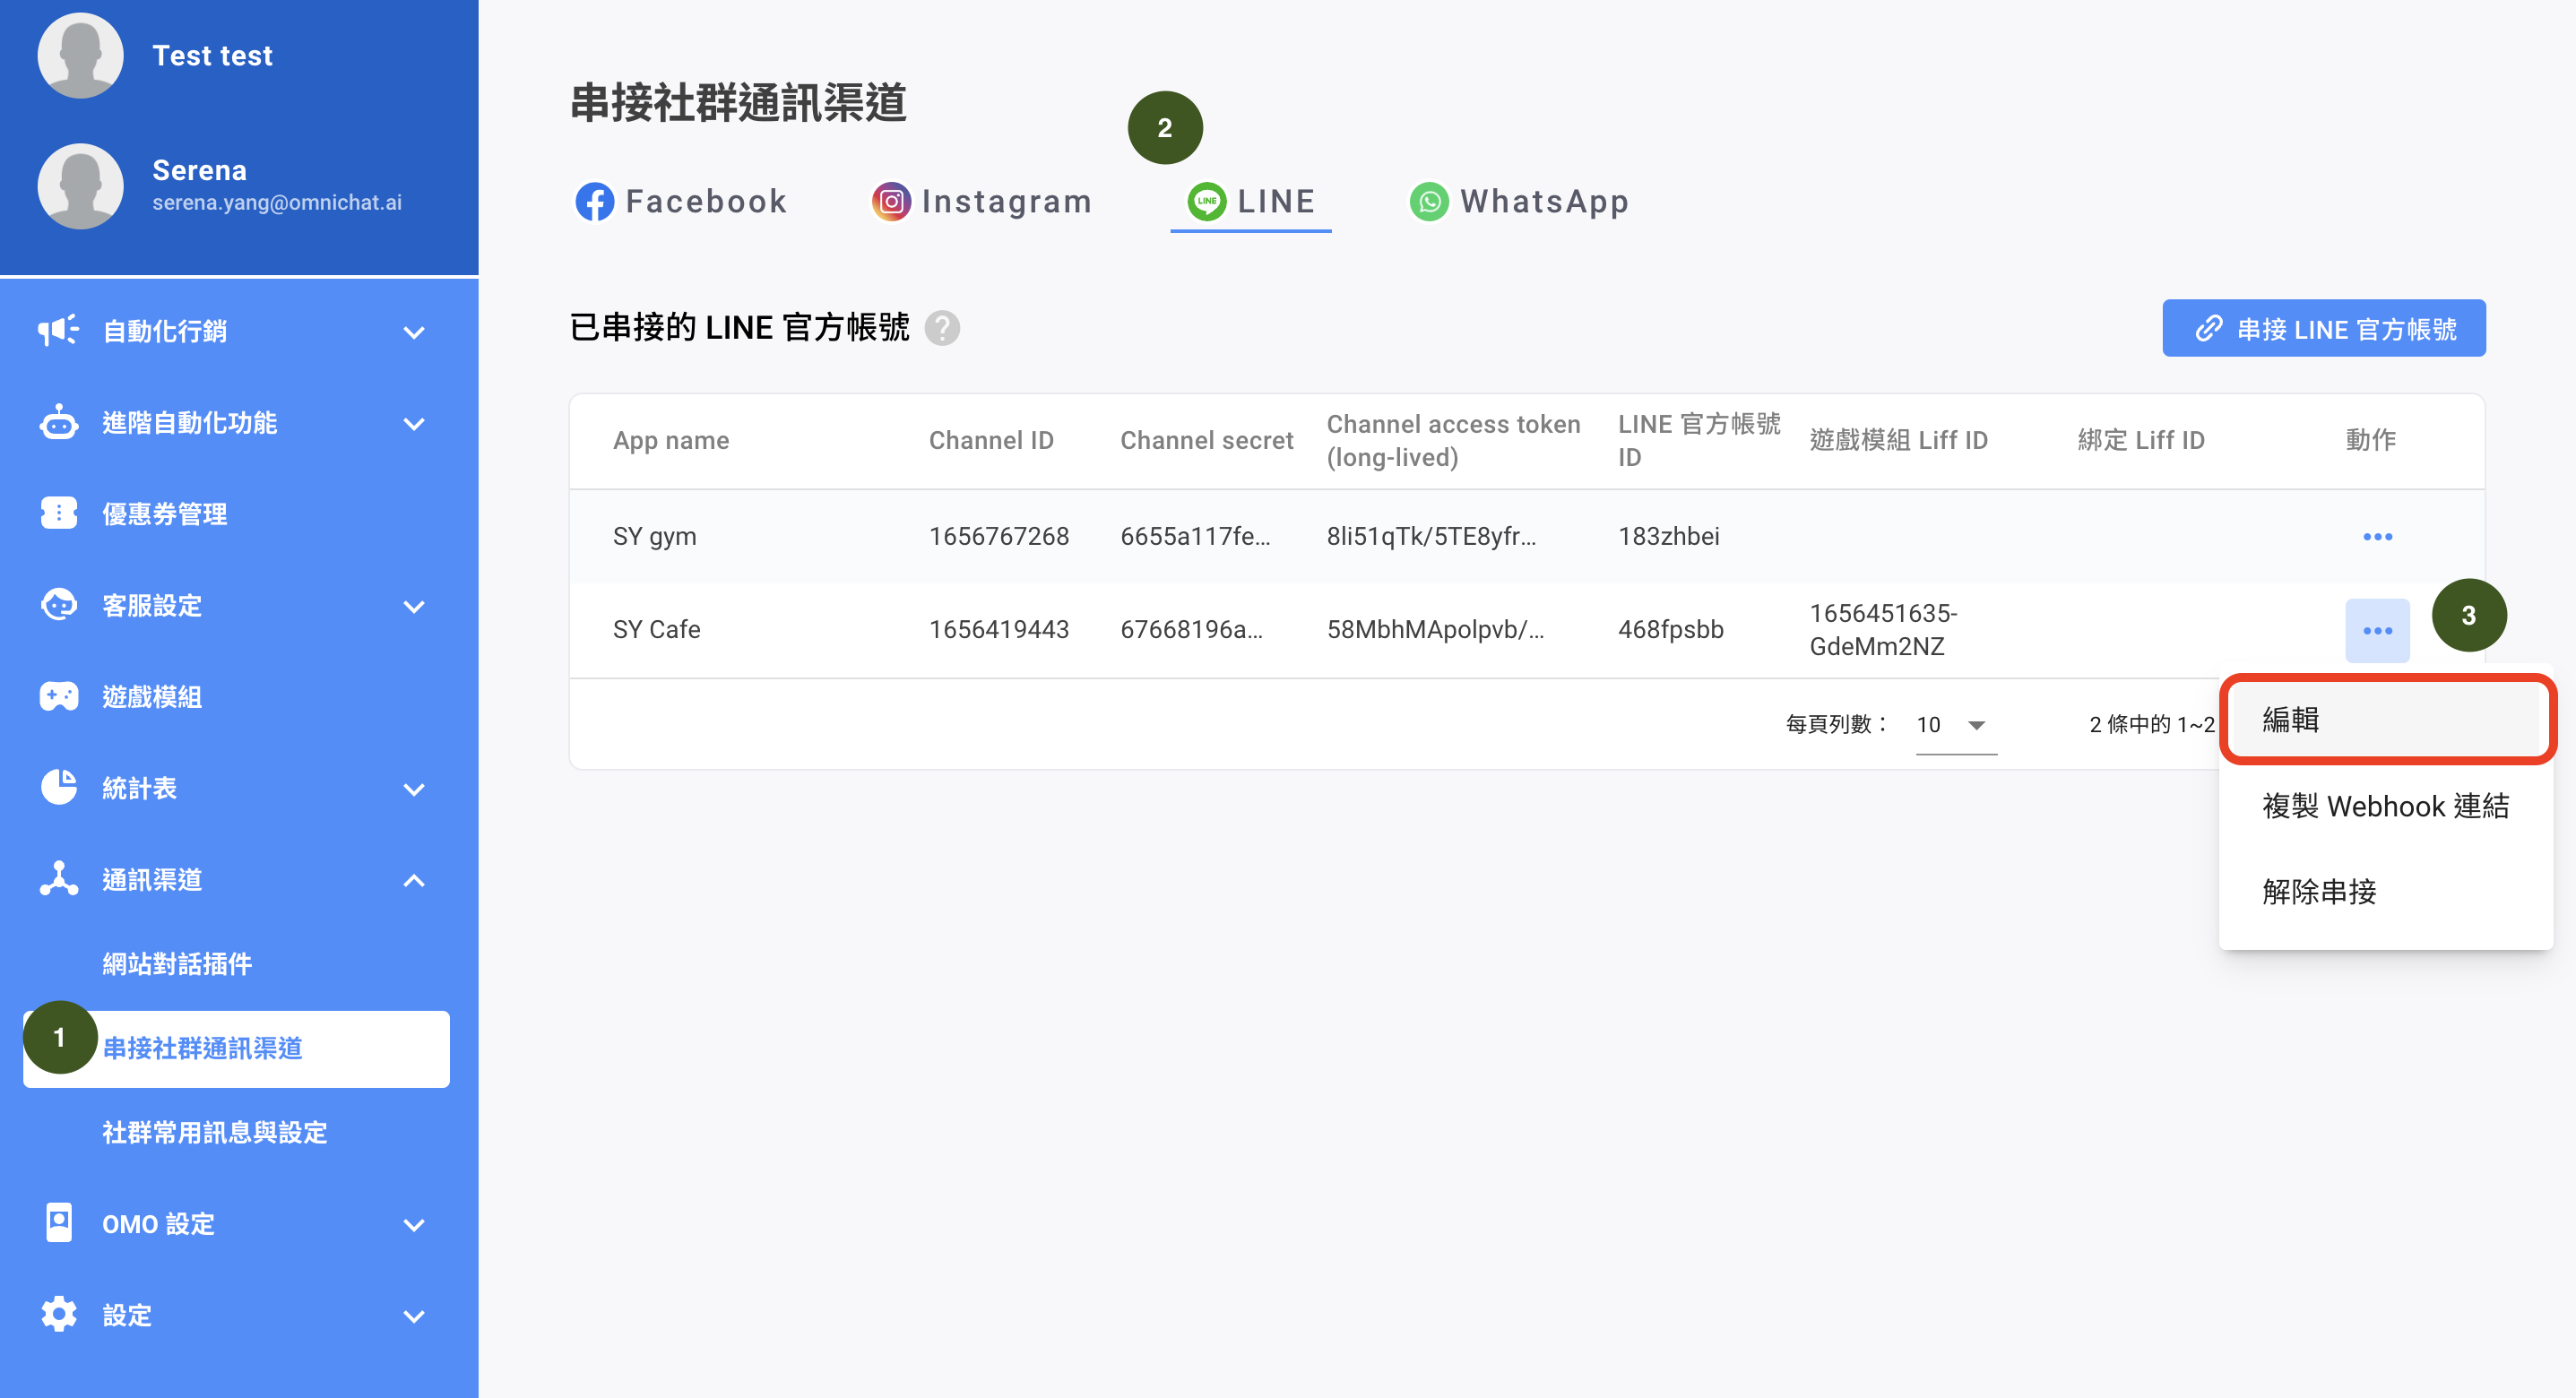 Test test
Serena
serena.yang@omnichat.ai
自動化行銷
進階自動化功能
優惠券管理
客服設定
遊戲模組
統計表
通訊渠道
網站對話插件
1
串接社群通訊渠道
社群常用訊息與設定
OMO 設定
設定
串接社群通訊渠道
2
Facebook
Instagram
LINE
LINE
WhatsApp
已串接的 LINE 官方帳號 ?
串接 LINE 官方帳號
App name
Channel ID
Channel secret
Channel access token
(long-lived)
LINE 官方帳號
ID
遊戲模組 Liff ID
綁定 Liff ID
動作
SY gym
1656767268
6655a117fe...
8li51qTk/5TE8yfr...
183zhbei
•••
SY Cafe
1656419443
67668196a...
58MbhMApolpvb/...
468fpsbb
1656451635-
GdeMm2NZ
•••
3
每頁列數：
10
2 條中的 1~2
編輯
複製 Webhook 連結
解除串接